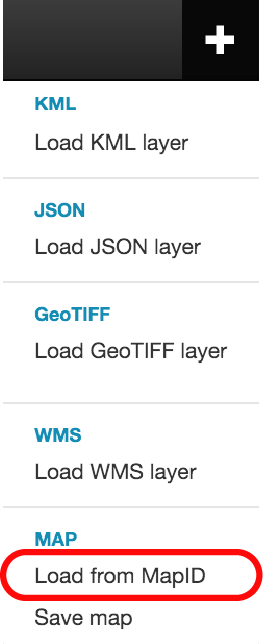 KML
Load KML layer
JSON
Load JSON layer
GeoTIFF
Load GeoTIFF layer
WMS
Load WMS layer
MAP
Load from MapID
Save map